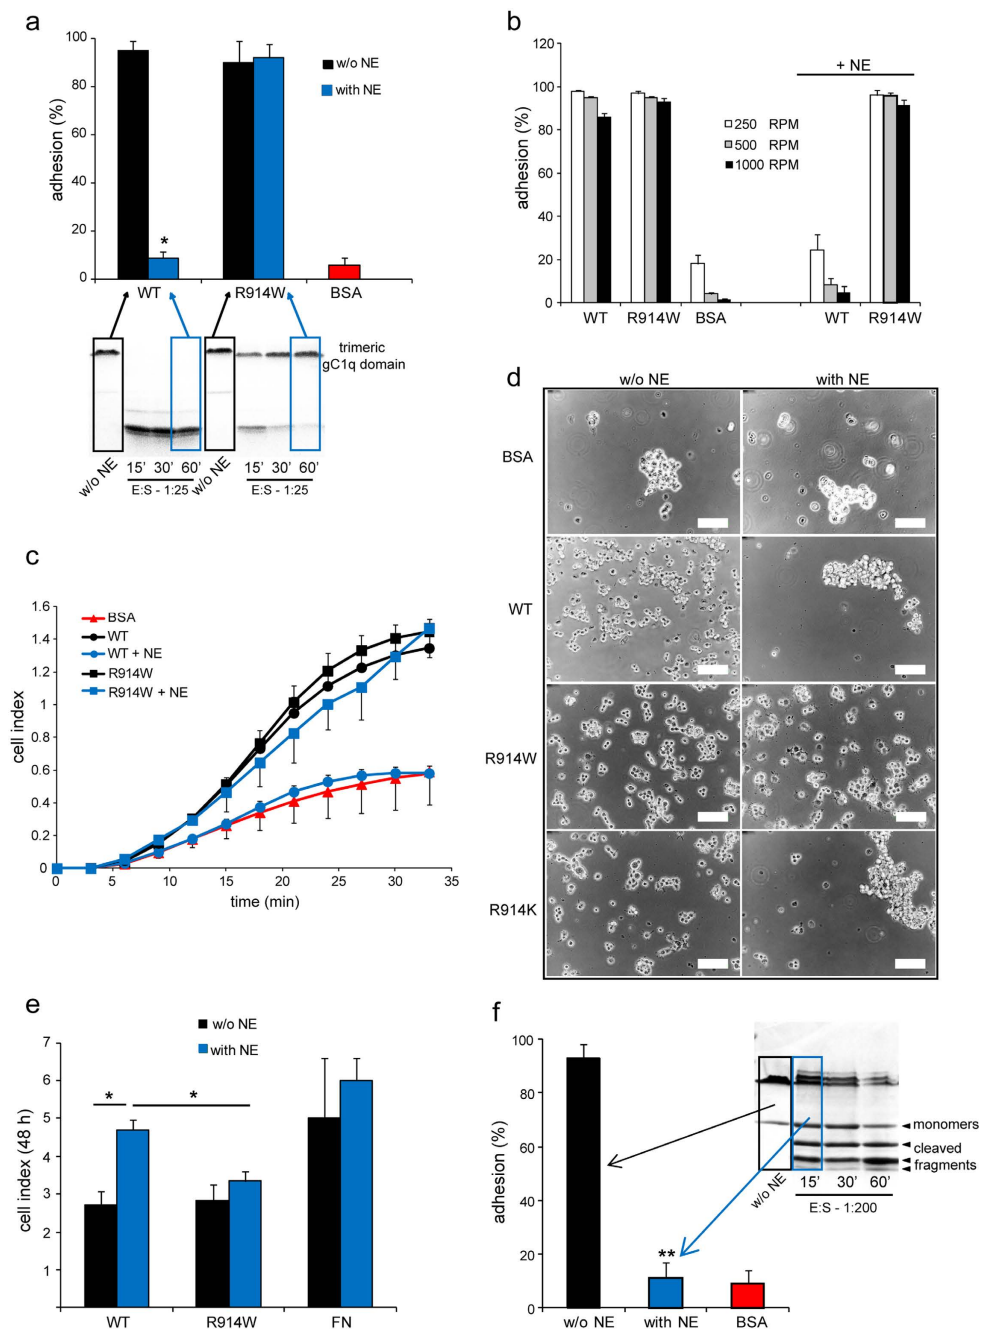 a
adhesion (%)
100
80
60
40
20
0
w/o NE
with NE
*
WT
R914W
BSA
trimeric
gC1q domain
w/o NE
15' 30' 60'
E:S - 1:25
w/o NE
15' 30' 60'
E:S - 1:25
b
adhesion (%)
120
100
80
60
40
20
0
+ NE
250 RPM
500 RPM
1000 RPM
WT
R914W
BSA
WT
R914W
c
cell index
1.6
1.4
1.2
1
0.8
0.6
0.4
0.2
0
BSA
WT
WT + NE
R914W
R914W + NE
0 5 10 15 20 25 30 35
time (min)
d
w/o NE
with NE
BSA
WT
R914W
R914K
e
cell index (48 h)
7
6
5
4
3
2
1
w/o NE
with NE
*
*
WT
R914W
FN
f
adhesion (%)
100
80
60
40
20
0
**
w/o NE
with NE
BSA
monomers
cleaved
fragments
w/o NE
15' 30' 60'
E:S - 1:200